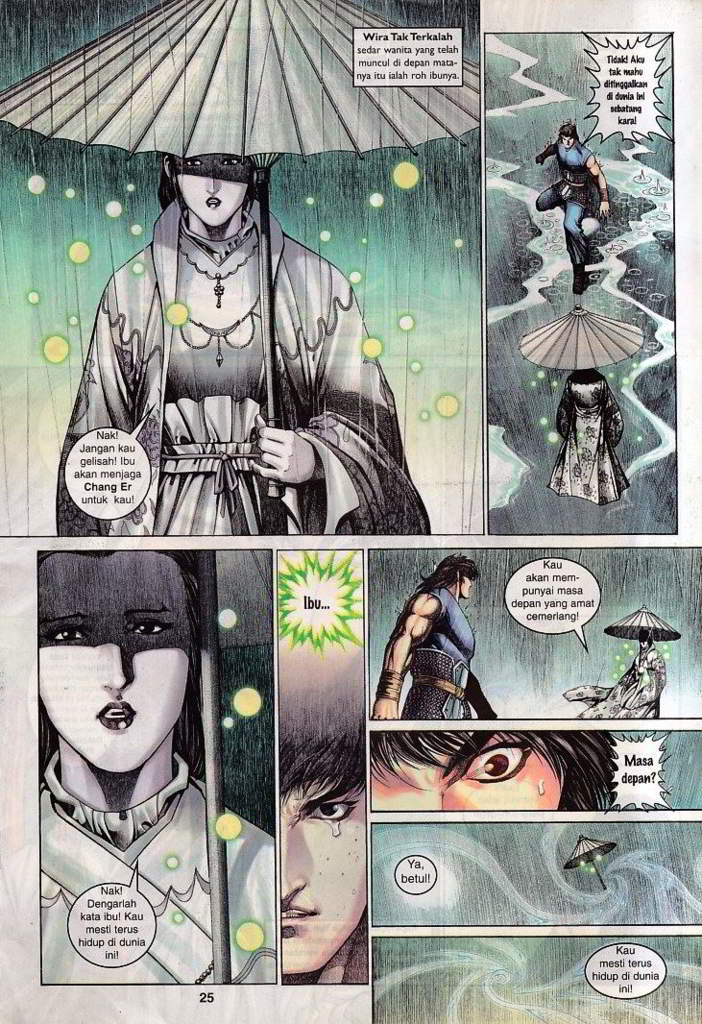 Wira Tak Terkalah
sedar wanita yang telah
muncul di depan mata-
nya itu ialah roh ibunya.
Tidak! Aku
tak mahu
ditinggalkan
di dunia ini
sebatang
kara!
Nak!
Jangan kau
gelisah! Ibu
akan menjaga
Chang Er
untuk kau!
Nak!
Dengarlah
kata ibu! Kau
mesti terus
hidup di dunia
ini!
Ibu...
Kau
akan mem-
punyai masa
depan yang amat
cemerlang!
Masa
depan?
Ya,
betul!
Kau
mesti terus
hidup di dunia
ini!
25